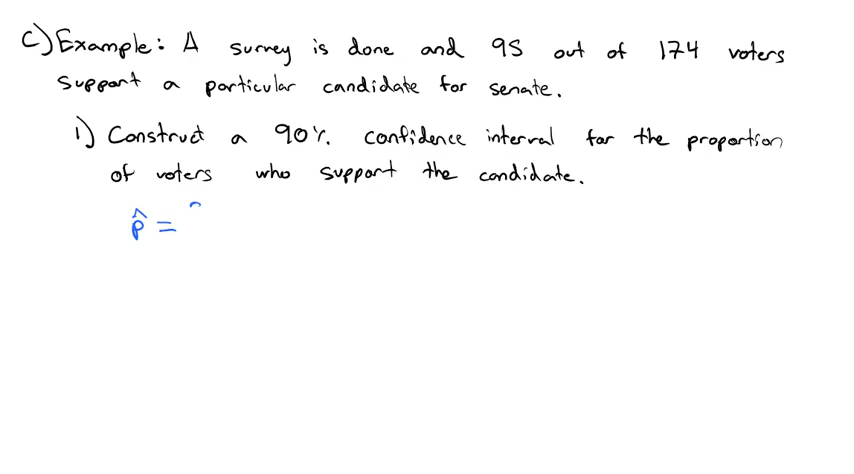 c) Example: A survey is done and 95 out of 174 voters
support a particular candidate for senate.
i) Construct a 90% confidence interval for the proportion
of voters who support the candidate.
p̂ =